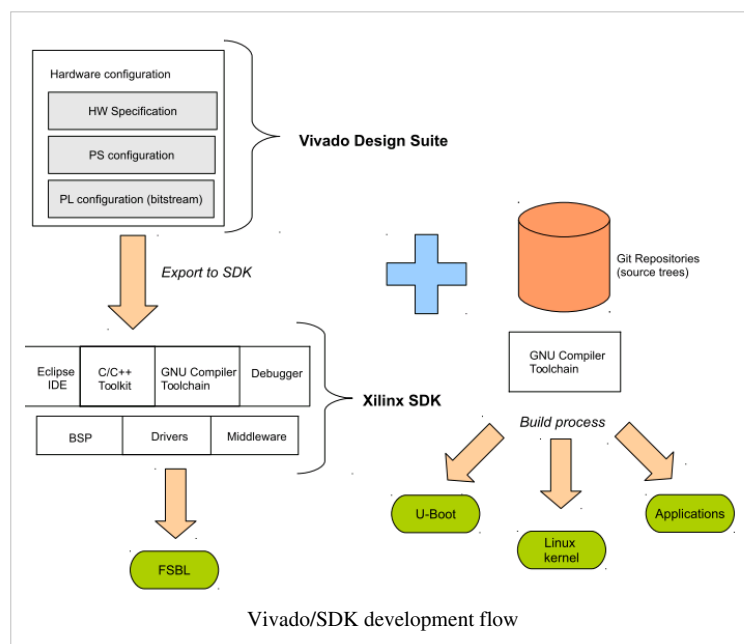 Hardware configuration
HW Specification
PS configuration
PL configuration (bitstream)
Vivado Design Suite
Export to SDK
Git Repositories
(source trees)
Eclipse
IDE
C/C++
Toolkit
GNU Compiler
Toolchain
Debugger
BSP
Drivers
Middleware
Xilinx SDK
GNU Compiler
Toolchain
Build process
U-Boot
Linux
kernel
Applications
FSBL
Vivado/SDK development flow